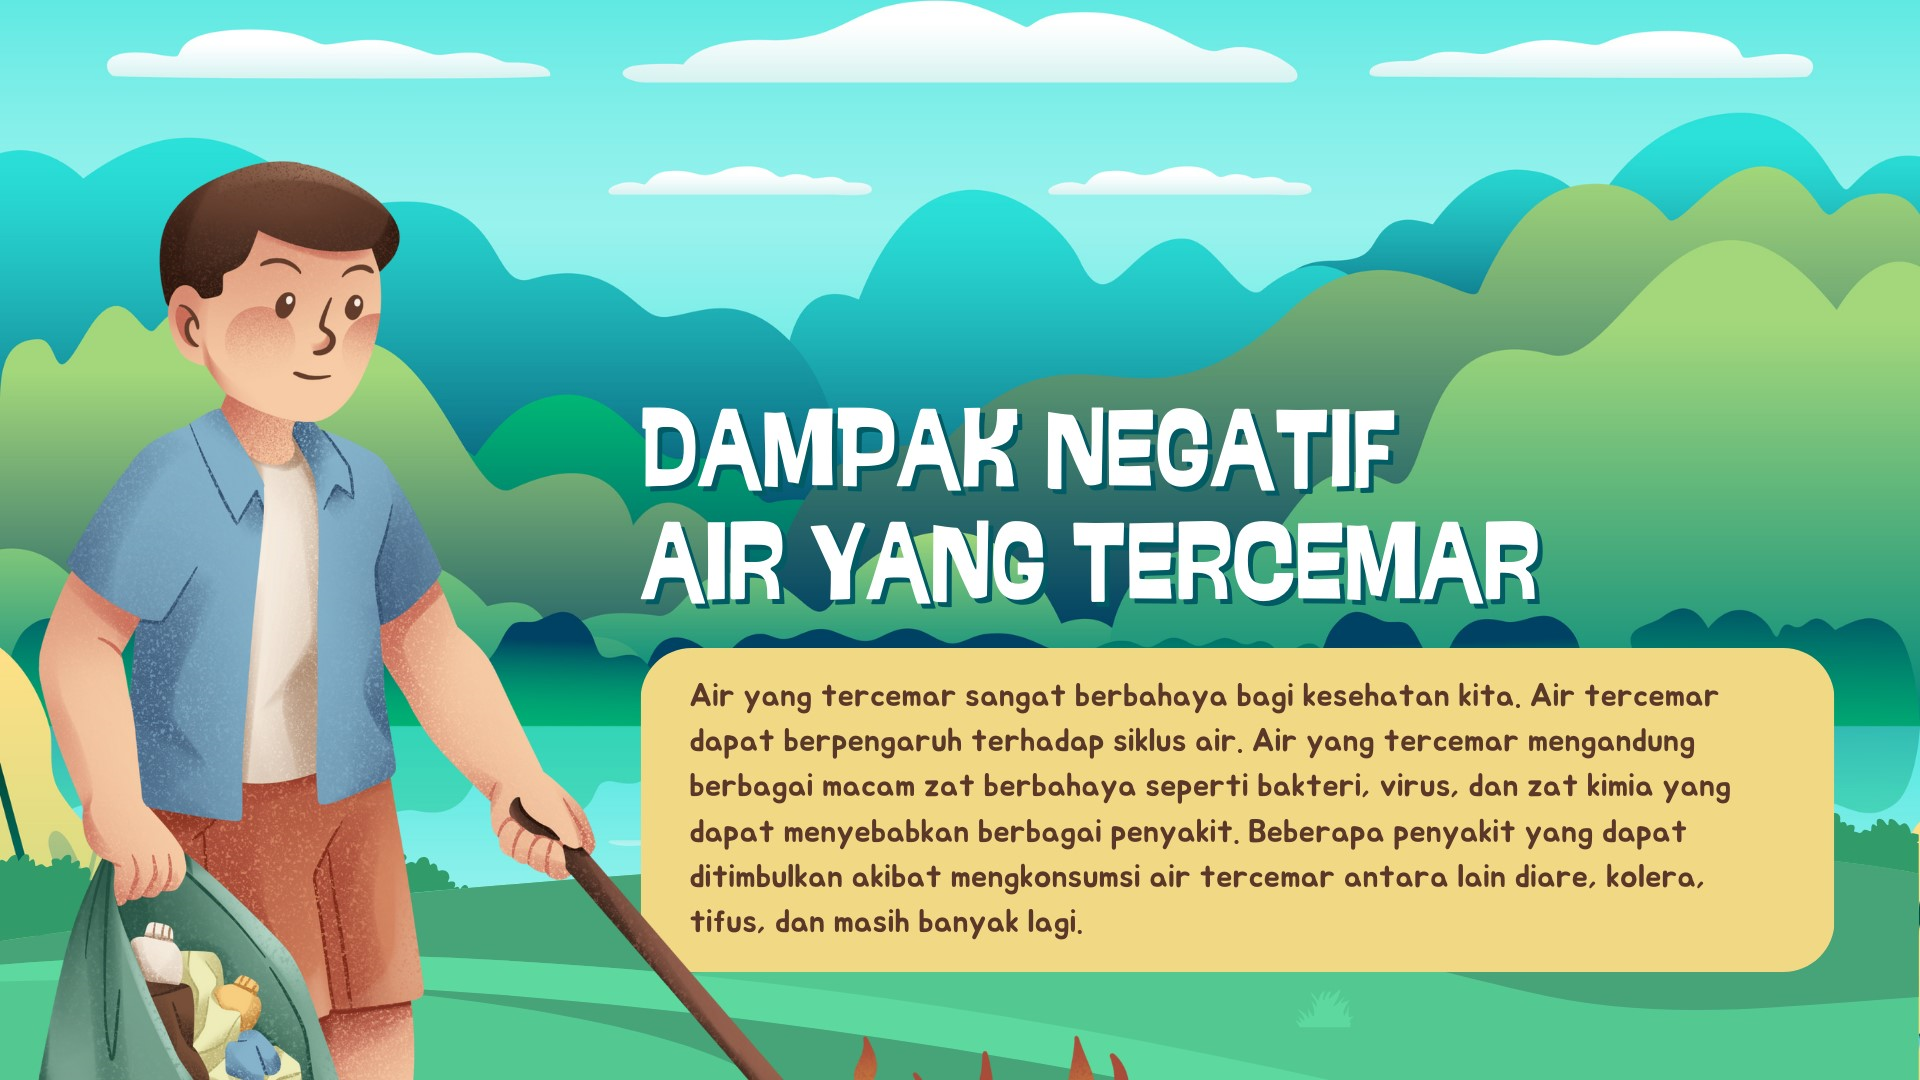 DAMPAK NEGATIF
AIR YANG TERCEMAR
Air yang tercemar sangat berbahaya bagi kesehatan kita. Air tercemar
dapat berpengaruh terhadap siklus air. Air yang tercemar mengandung
berbagai macam zat berbahaya seperti bakteri, virus, dan zat kimia yang
dapat menyebabkan berbagai penyakit. Beberapa penyakit yang dapat
ditimbulkan akibat mengkonsumsi air tercemar antara lain diare, kolera,
tifus, dan masih banyak lagi.